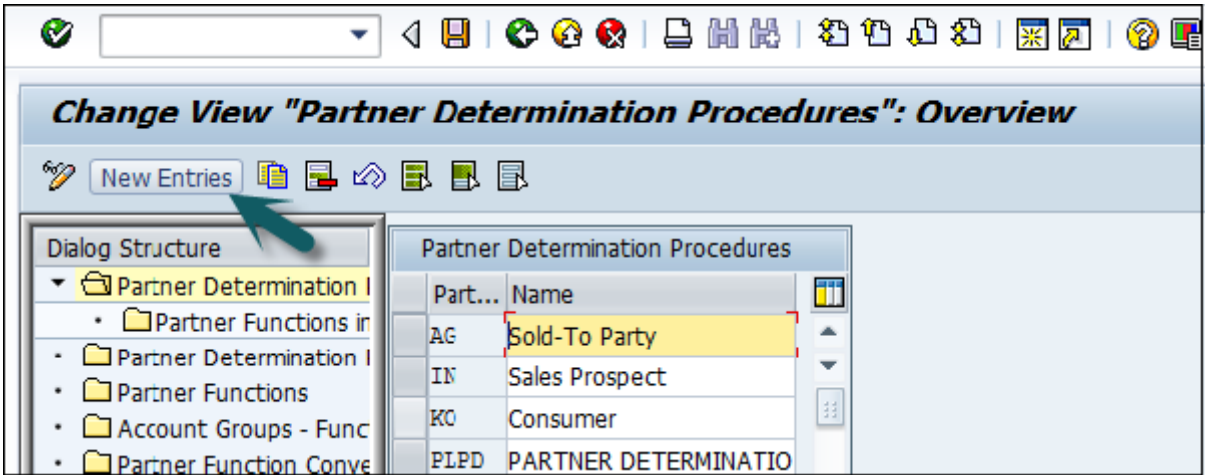 Change View "Partner Determination Procedures": Overview
New Entries
Dialog Structure
Partner Determination
Partner Functions in
Partner Determination
Partner Functions
Account Groups - Func
Partner Function Conve
Partner Determination Procedures
Part... Name
AG Sold-To Party
IN Sales Prospect
KO Consumer
PLPD PARTNER DETERMINATIO